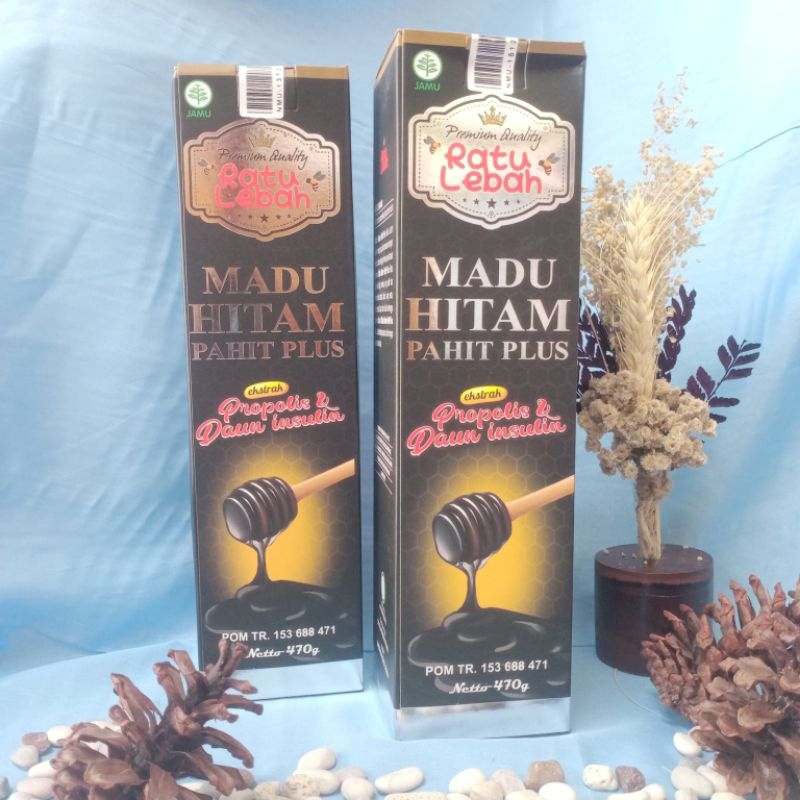 JAMU
NMU-157
Premium Quality
Ratu
Lebah
MADU
HITAM
PAHIT PLUS
ekstrak
Propolis &
Daun insulin
POM TR. 153 688 471
Netto 470g
JAMU
Premium Quality
Ratu
Lebah
MADU
HITAM
PAHIT PLUS
ekstrak
Propolis &
Daun insulin
POM TR. 153 688 471
Netto 470g